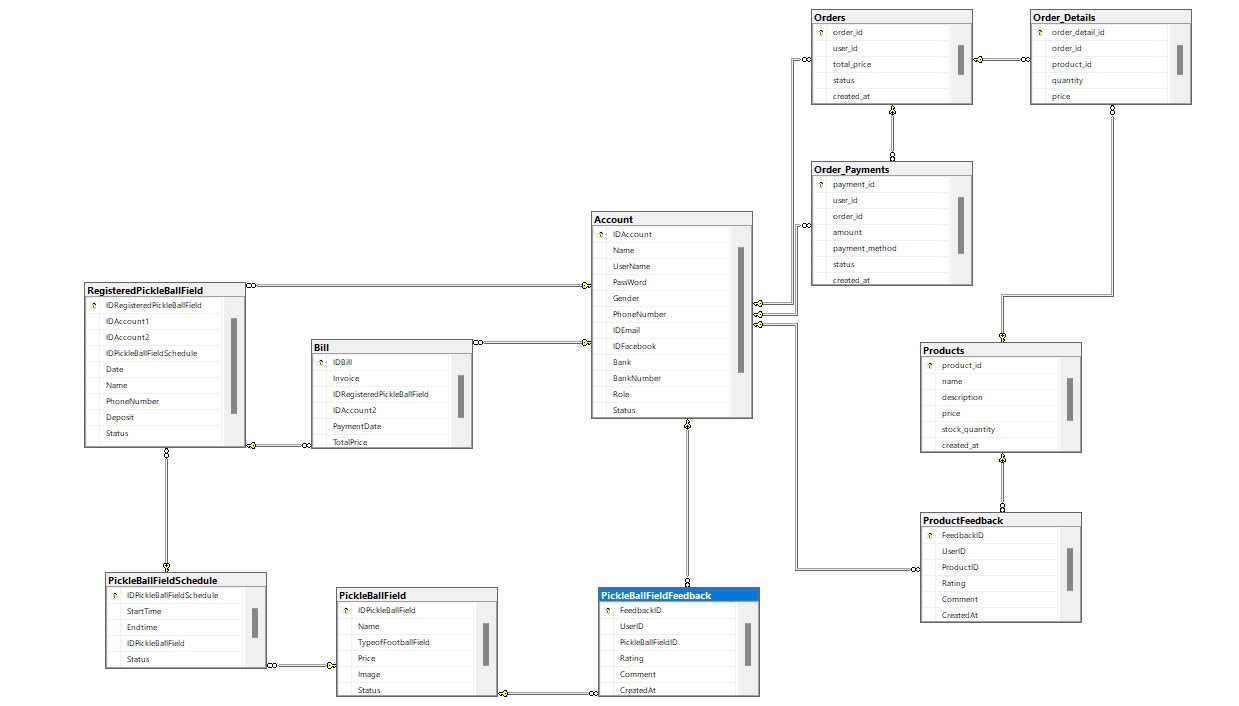 Orders
order_id
user_id
total_price
status
created_at
Order_Details
order_detail_id
order_id
product_id
quantity
price
Order_Payments
payment_id
user_id
order_id
amount
payment_method
status
created_at
Account
IDAccount
Name
UserName
PassWord
Gender
PhoneNumber
IDEmail
IDFacebook
Bank
BankNumber
Role
Status
RegisteredPickleBallField
IDRegisteredPickleBallField
IDAccount1
IDAccount2
IDPickleBallFieldSchedule
Date
Name
PhoneNumber
Deposit
Status
Bill
IDBill
Invoice
IDRegisteredPickleBallField
IDAccount2
PaymentDate
TotalPrice
Products
product_id
name
description
price
stock_quantity
created_at
ProductFeedback
FeedbackID
UserID
ProductID
Rating
Comment
CreatedAt
PickleBallFieldSchedule
IDPickleBallFieldSchedule
StartTime
Endtime
IDPickleBallField
Status
PickleBallField
IDPickleBallField
Name
TypeofFootballField
Price
Image
Status
PickleBallFieldFeedback
FeedbackID
UserID
PickleBallFieldID
Rating
Comment
CreatedAt